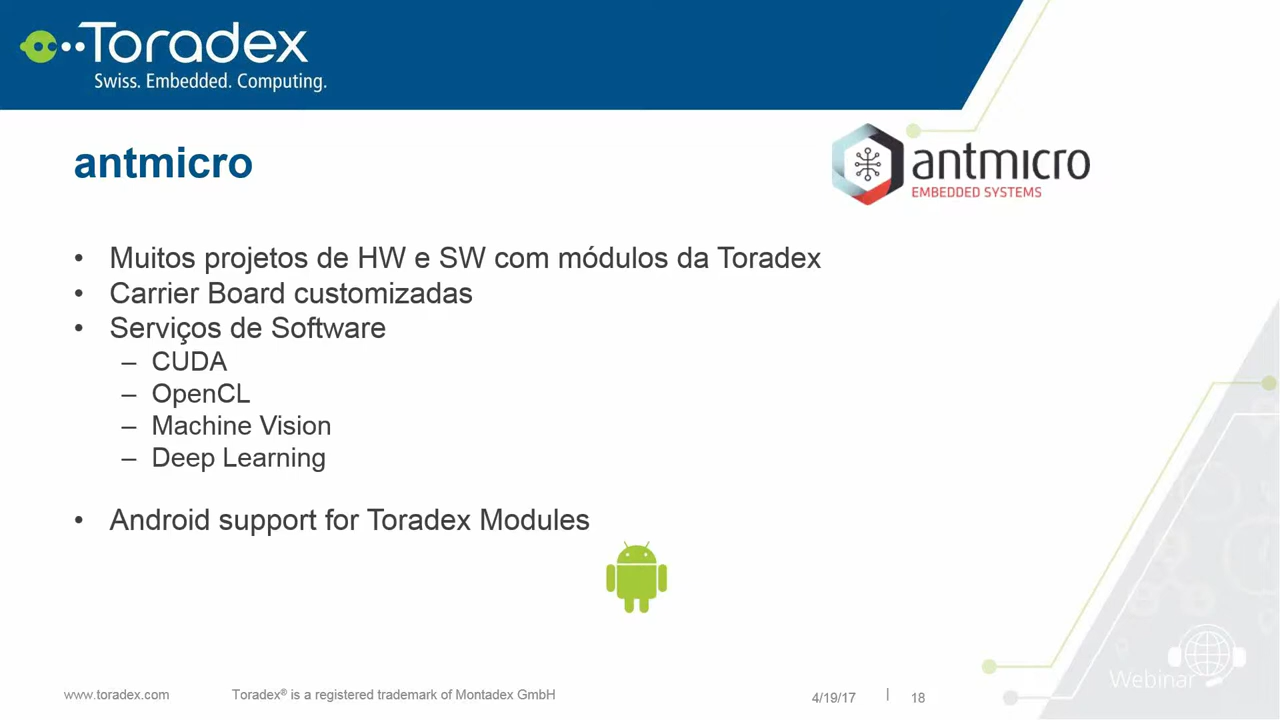 Toradex
Swiss. Embedded. Computing.
antmicro
antmicro
EMBEDDED SYSTEMS
• Muitos projetos de HW e SW com módulos da Toradex
• Carrier Board customizadas
• Serviços de Software
– CUDA
– OpenCL
– Machine Vision
– Deep Learning
• Android support for Toradex Modules
Webinar
www.toradex.com Toradex® is a registered trademark of Montadex GmbH 4/19/17 | 18